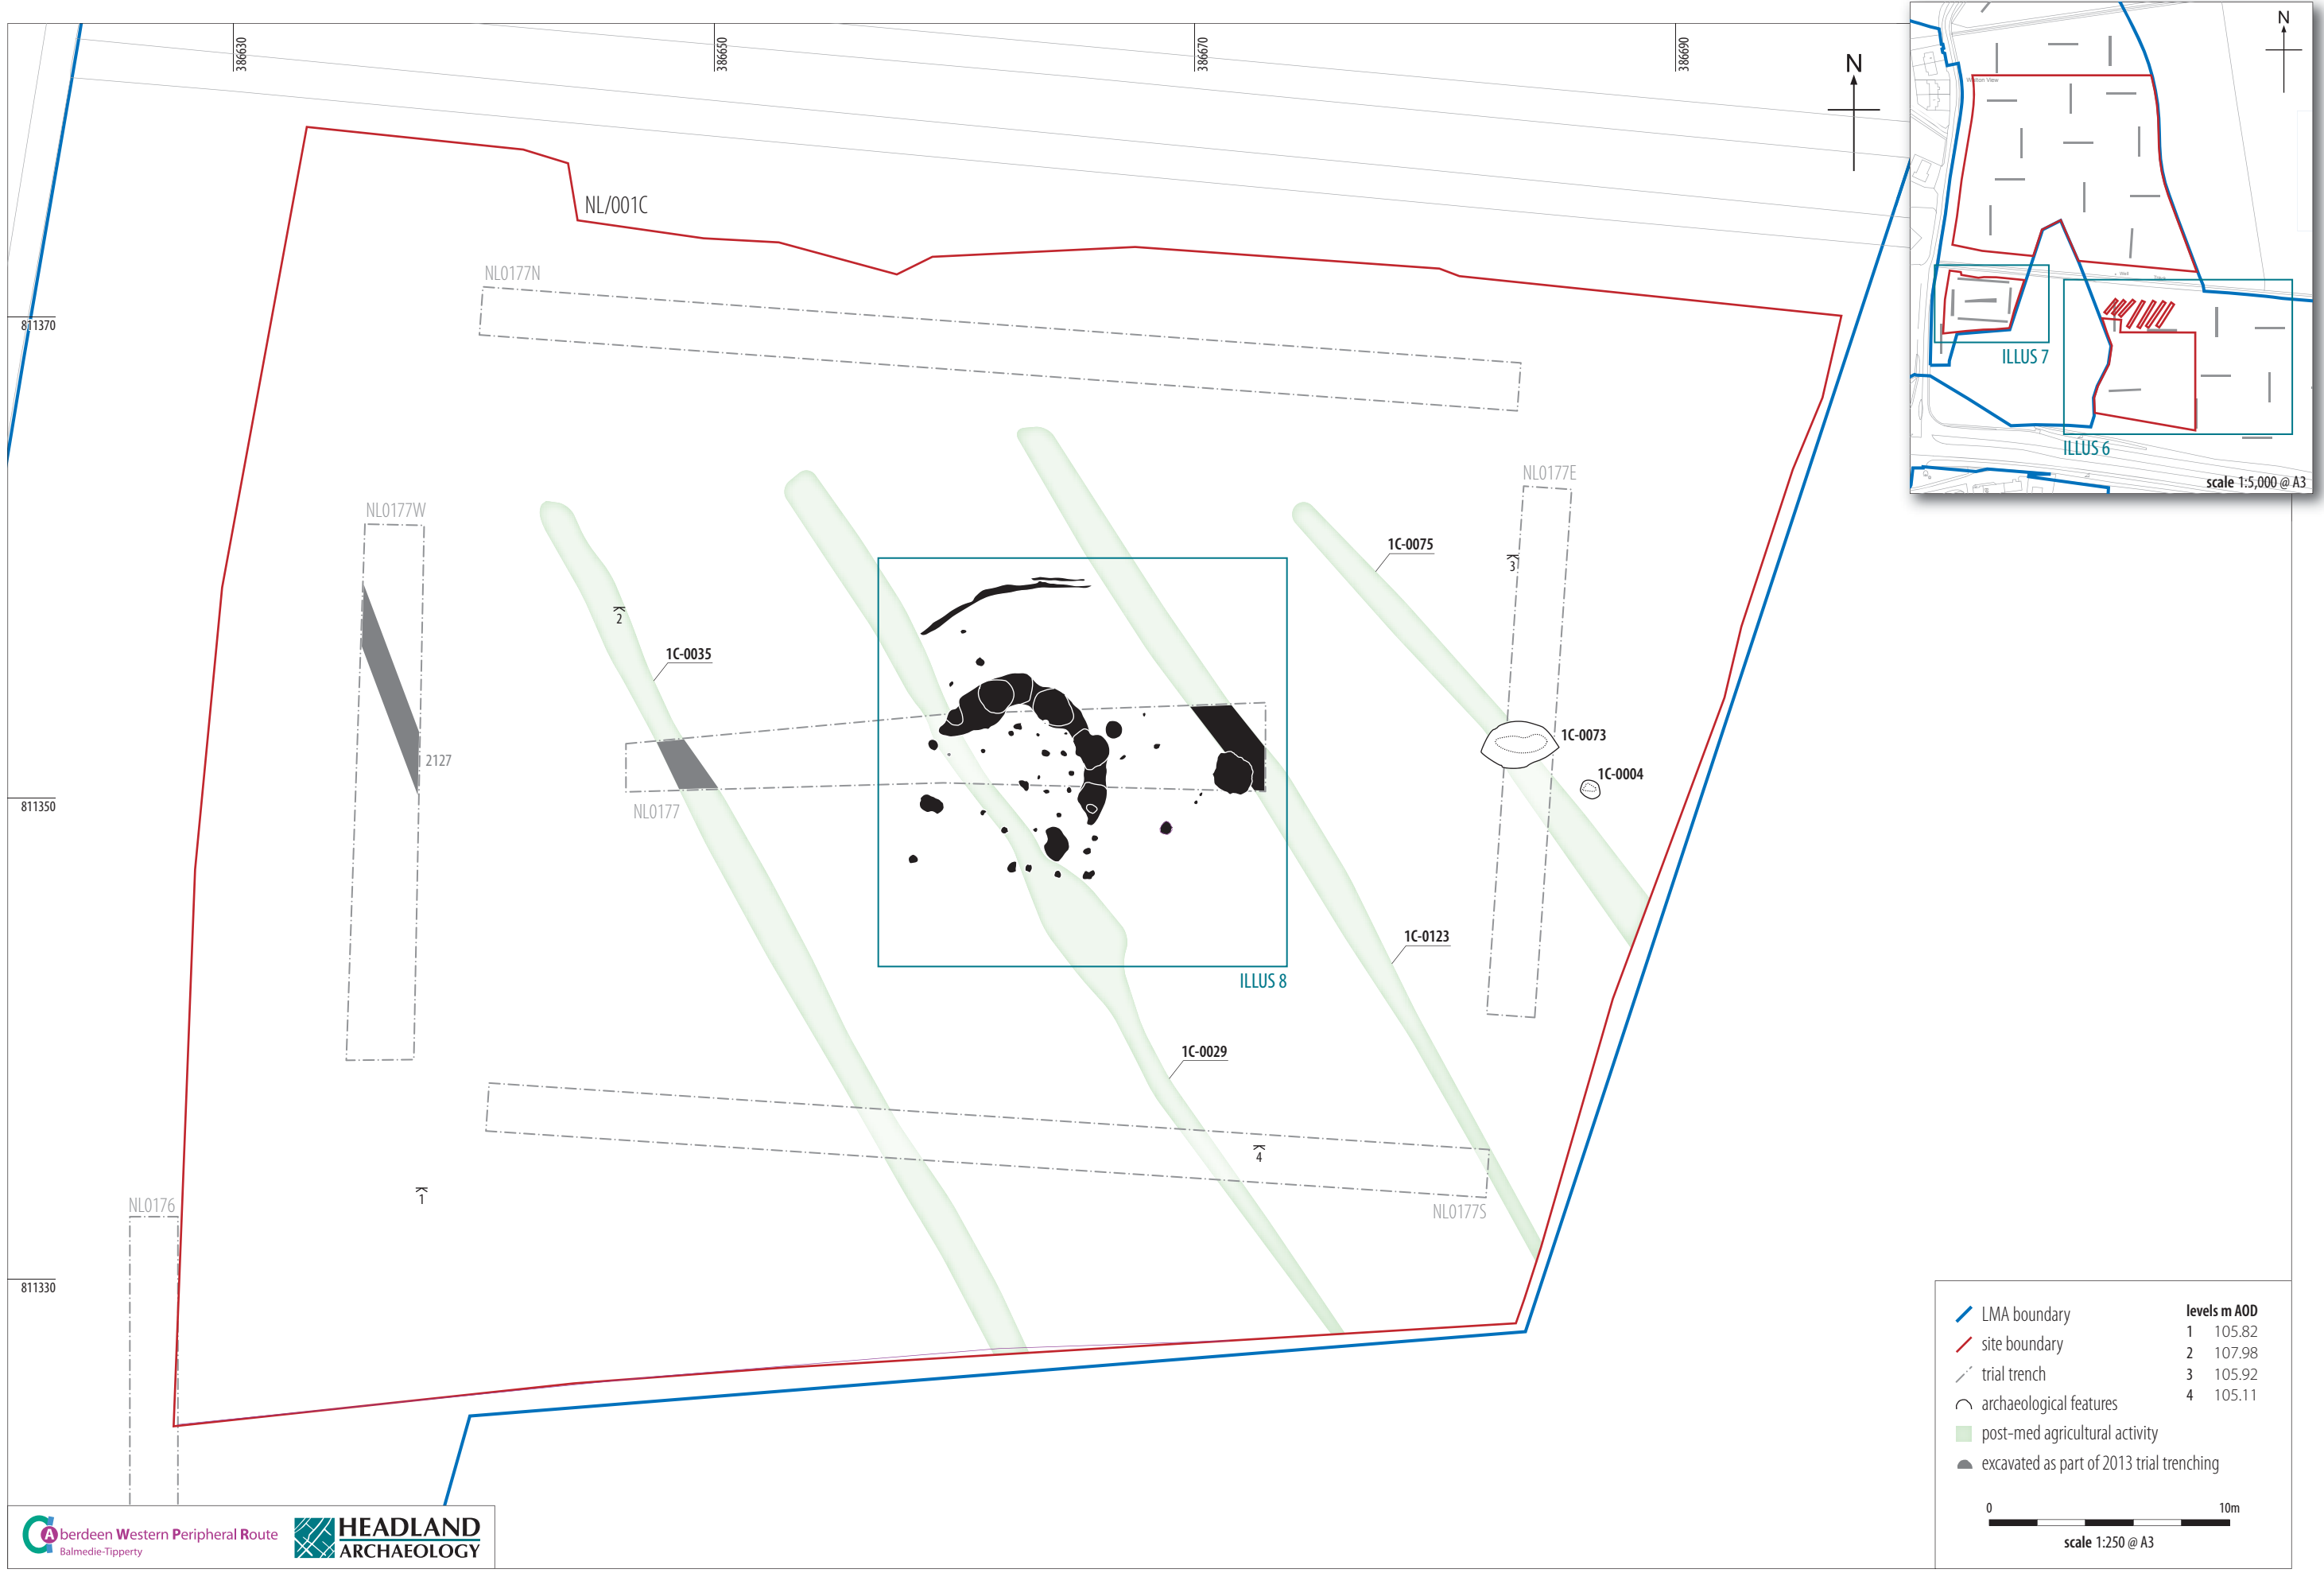 386630
386650
386670
386690
N
N
Walton View
NL/001C
NL0177N
811370
ILLUS 7
ILLUS 6
scale 1:5,000 @ A3
NL0177E
NL0177W
1C-0075
3
2
1C-0035
1C-0073
2127
1C-0004
811350
NL0177
1C-0123
ILLUS 8
1C-0029
4
1
NL0176
NL0177S
811330
LMA boundary
site boundary
trial trench
archaeological features
post-med agricultural activity
excavated as part of 2013 trial trenching
levels m AOD
1 105.82
2 107.98
3 105.92
4 105.11
0 10m
scale 1:250 @ A3
Aberdeen Western Peripheral Route
Balmedie-Tipperty
HEADLAND
ARCHAEOLOGY